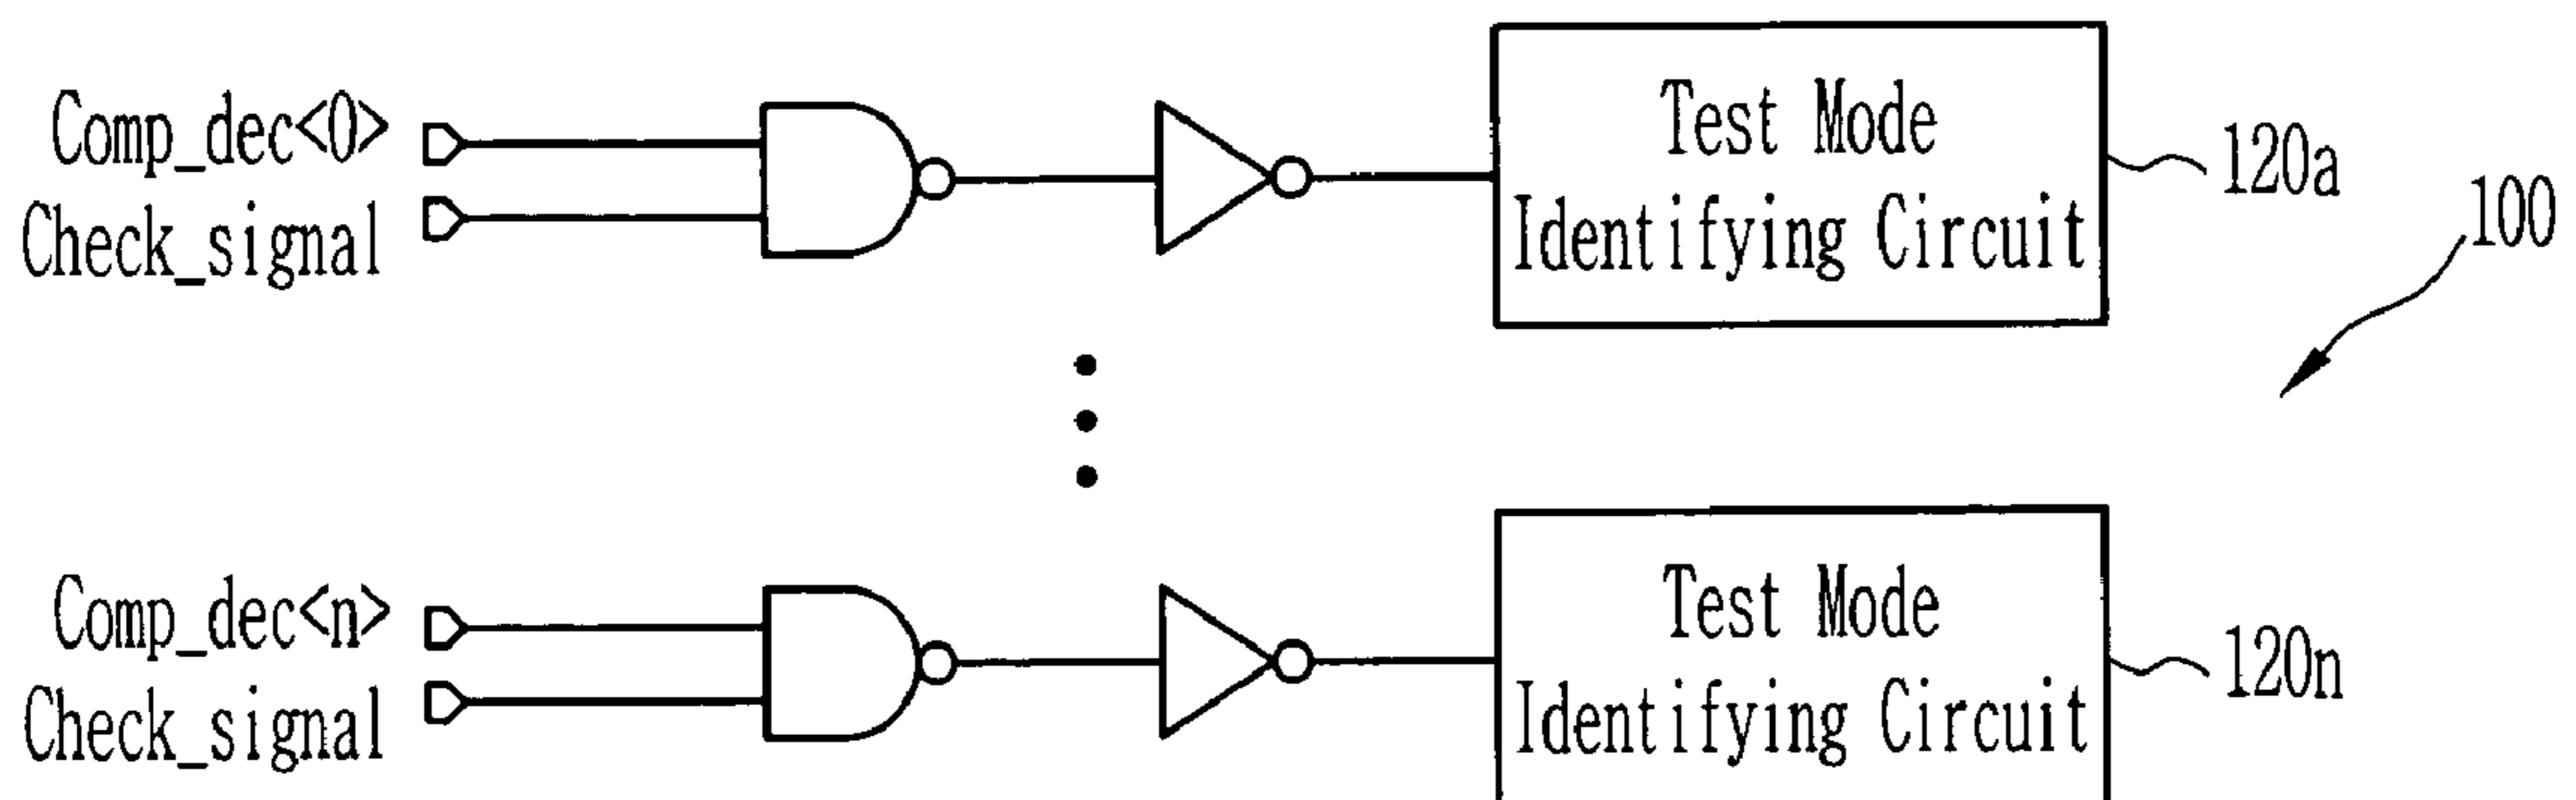 Comp_dec<0>
Check_signal
Test Mode
Identifying Circuit
120a
100
Comp_dec<n>
Check_signal
Test Mode
Identifying Circuit
120n